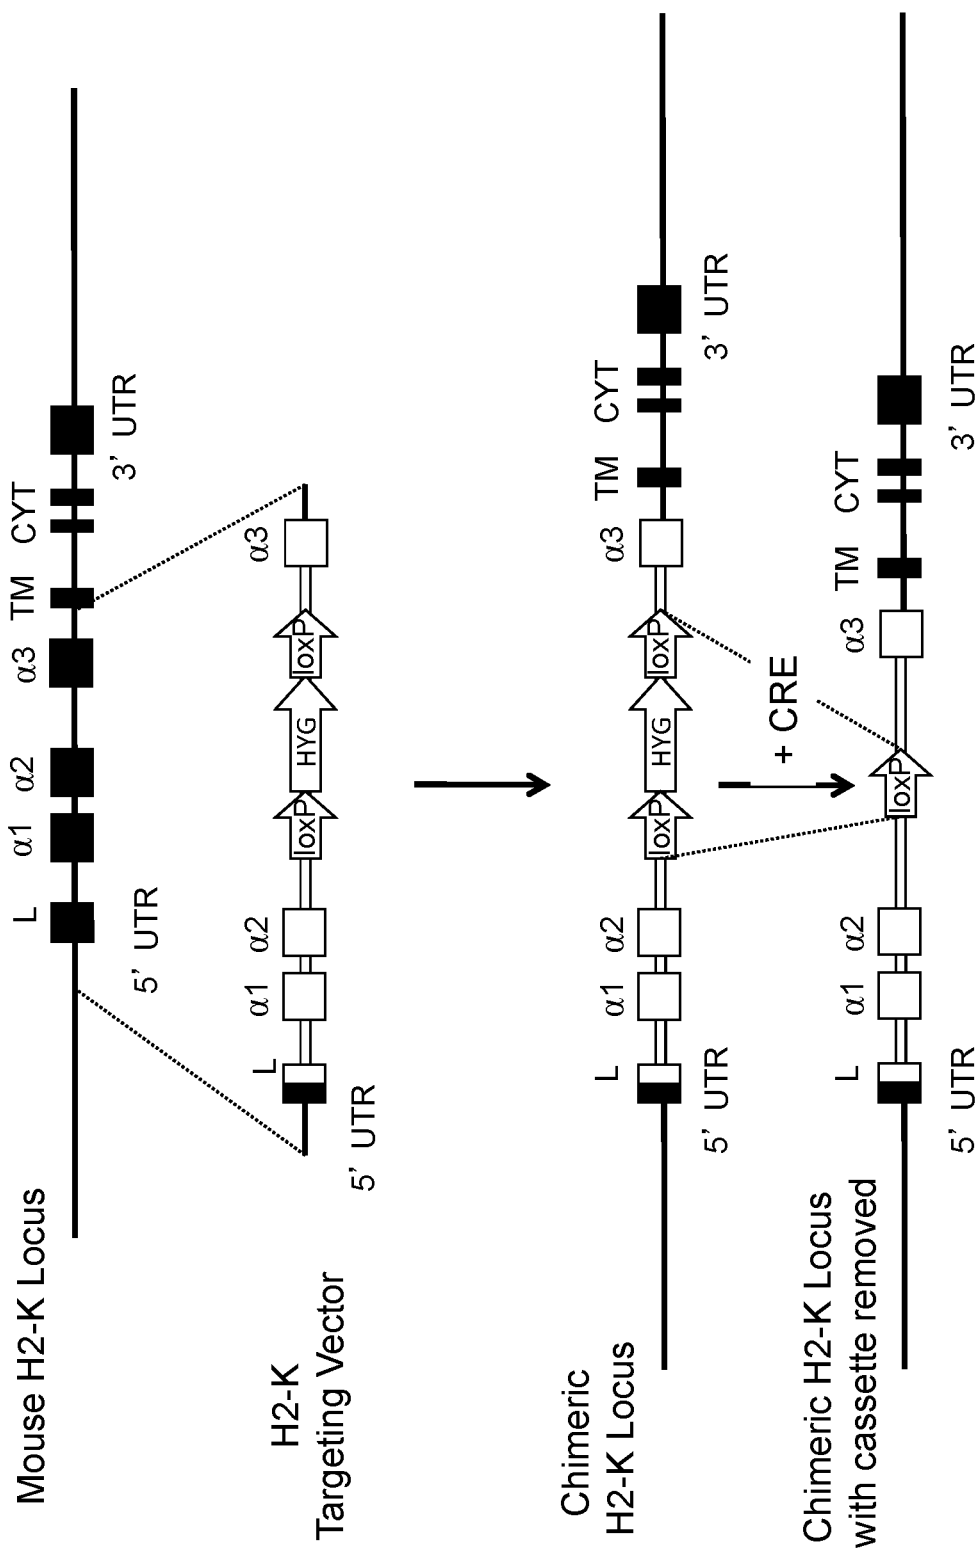 Mouse H2-K Locus
L α1 α2 α3 TM CYT
5’ UTR 3’ UTR
H2-K
Targeting Vector
L α1 α2 loxP HYG loxP α3
5’ UTR
Chimeric
H2-K Locus
L α1 α2 loxP HYG loxP α3 TM CYT
5’ UTR 3’ UTR
+ CRE
Chimeric H2-K Locus
with cassette removed
L α1 α2 loxP α3 TM CYT
5’ UTR 3’ UTR